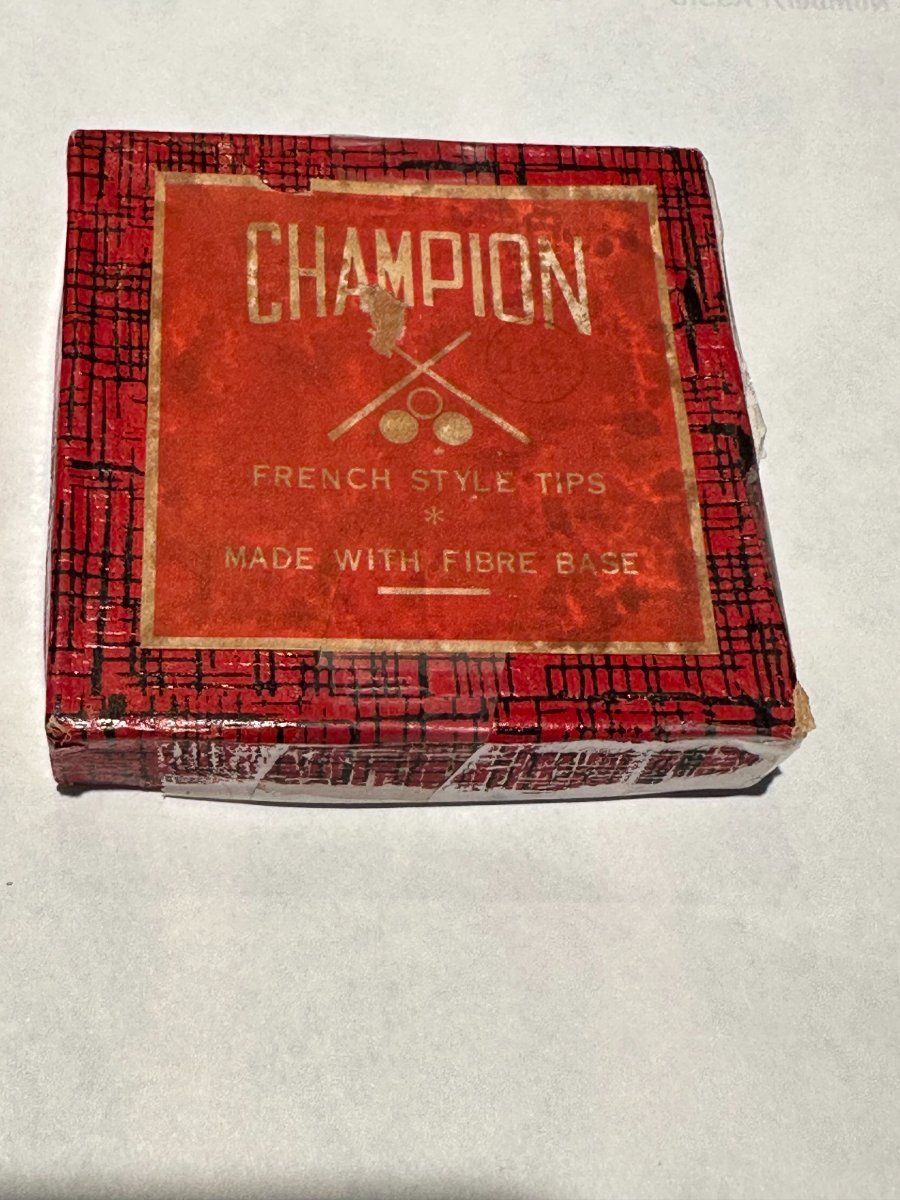 CHAMPION
FRENCH STYLE TIPS
*
MADE WITH FIBRE BASE